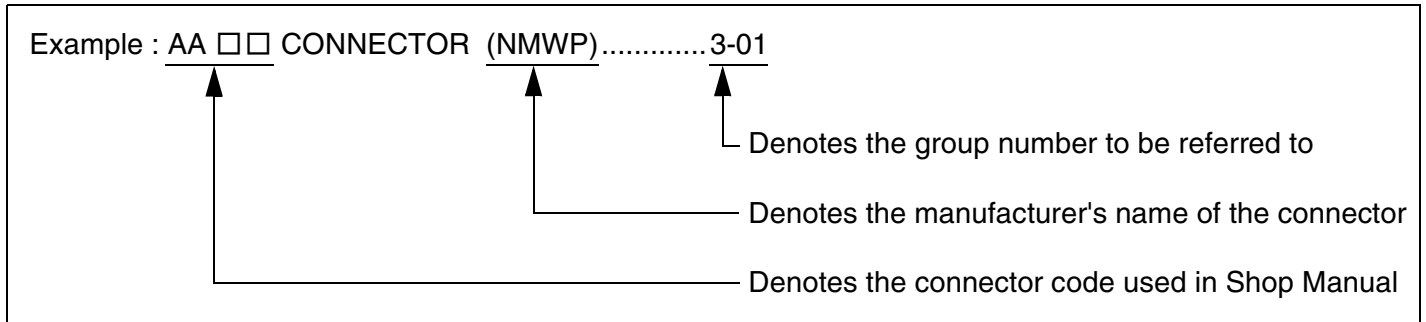 Example : AA □□ CONNECTOR (NMWP).............3-01
Denotes the group number to be referred to
Denotes the manufacturer's name of the connector
Denotes the connector code used in Shop Manual